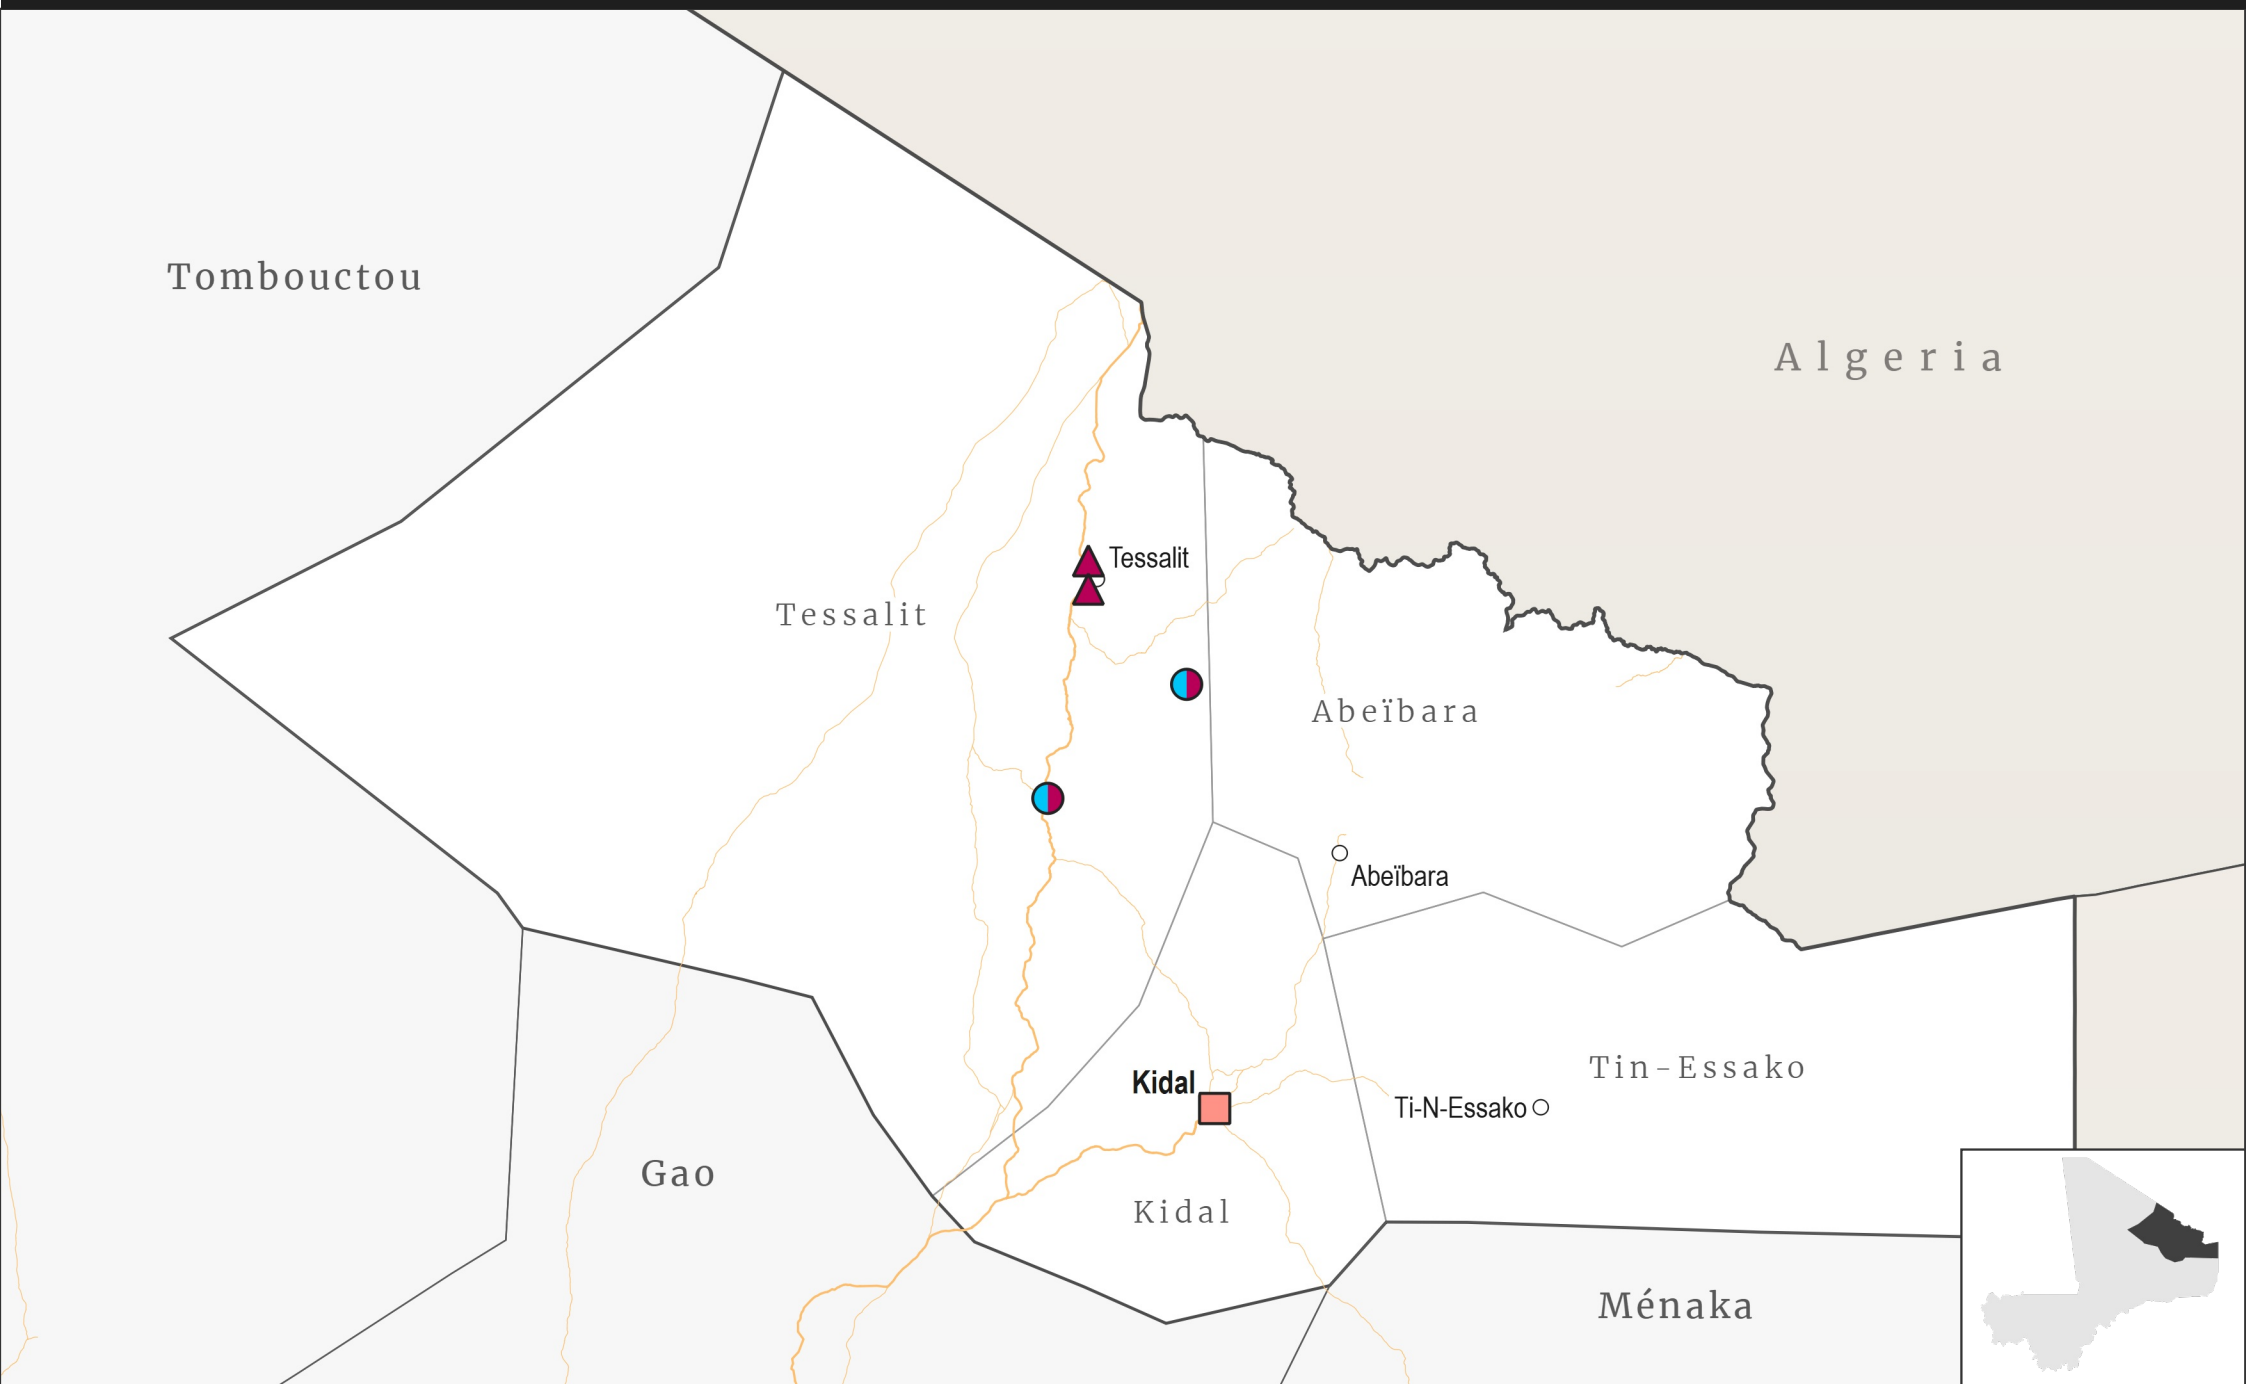 Tombouctou
Algeria
Tessalit
Tessalit
Abeïbara
Abeïbara
Tin-Essako
Kidal
Ti-N-Essako
Gao
Kidal
Ménaka